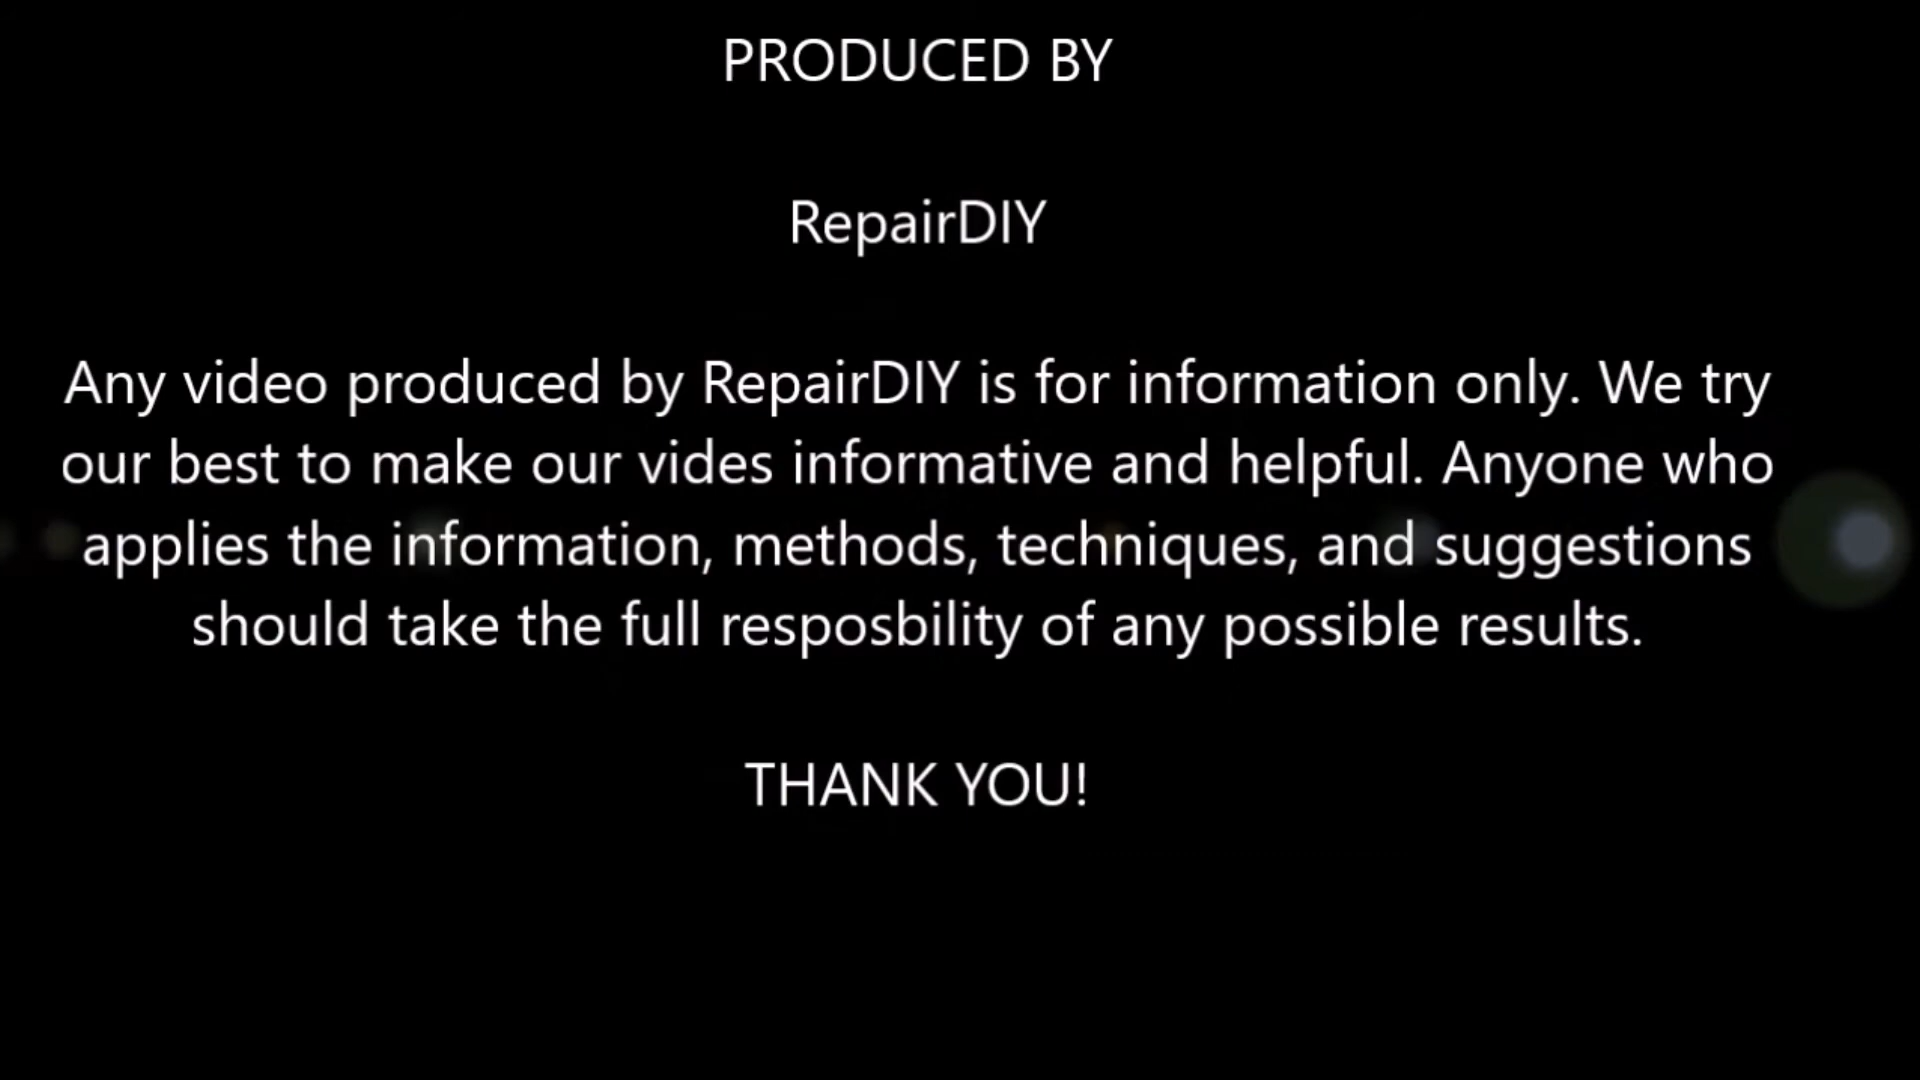 PRODUCED BY
RepairDIY
Any video produced by RepairDIY is for information only. We try
our best to make our vides informative and helpful. Anyone who
applies the information, methods, techniques, and suggestions
should take the full resposbility of any possible results.
THANK YOU!